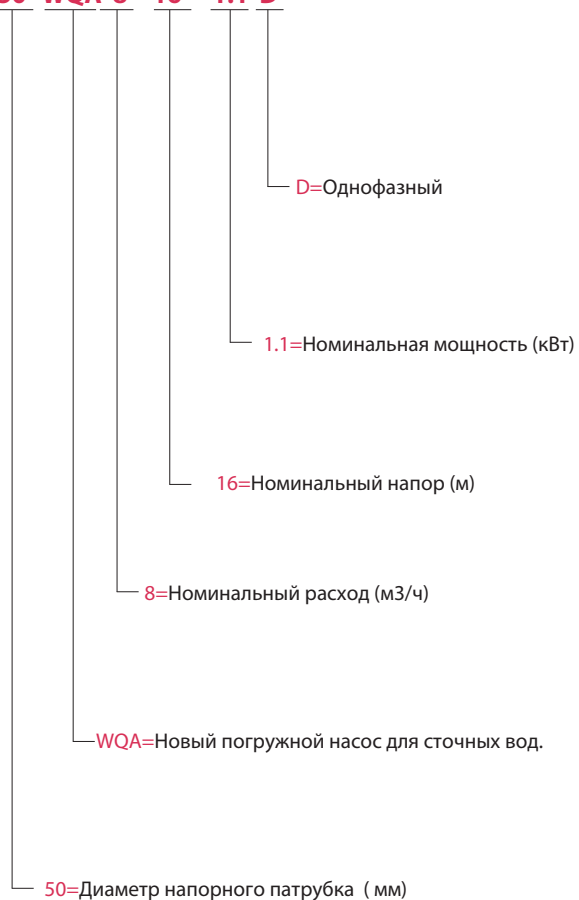 D=Однофазный
1.1=Номинальная мощность (кВт)
16=Номинальный напор (м)
8=Номинальный расход (м3/ч)
WQA=Новый погружной насос для сточных вод.
50=Диаметр напорного патрубка ( мм)